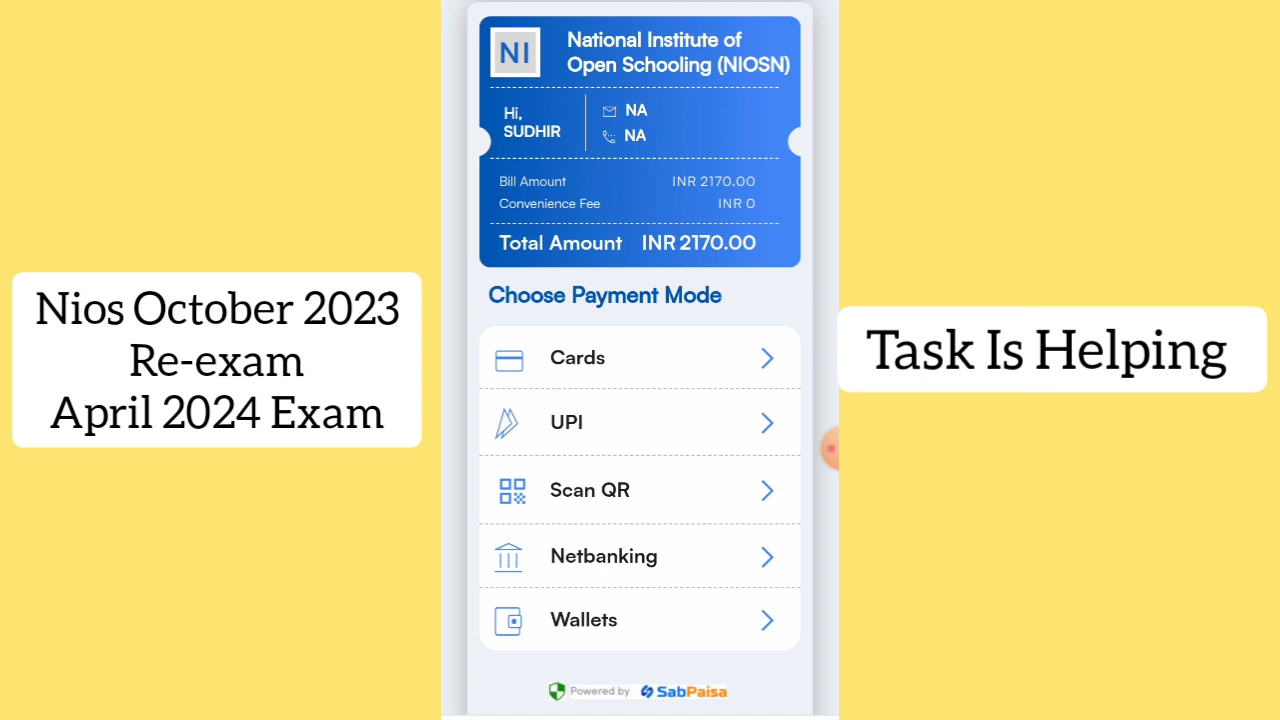 Nios October 2023
Re-exam
April 2024 Exam
NI
National Institute of
Open Schooling (NIOSN)
Hi,
SUDHIR
NA
NA
Bill Amount INR 2170.00
Convenience Fee INR 0
Total Amount INR 2170.00
Choose Payment Mode
Cards
UPI
Scan QR
Netbanking
Wallets
Powered by SabPaisa
Task Is Helping